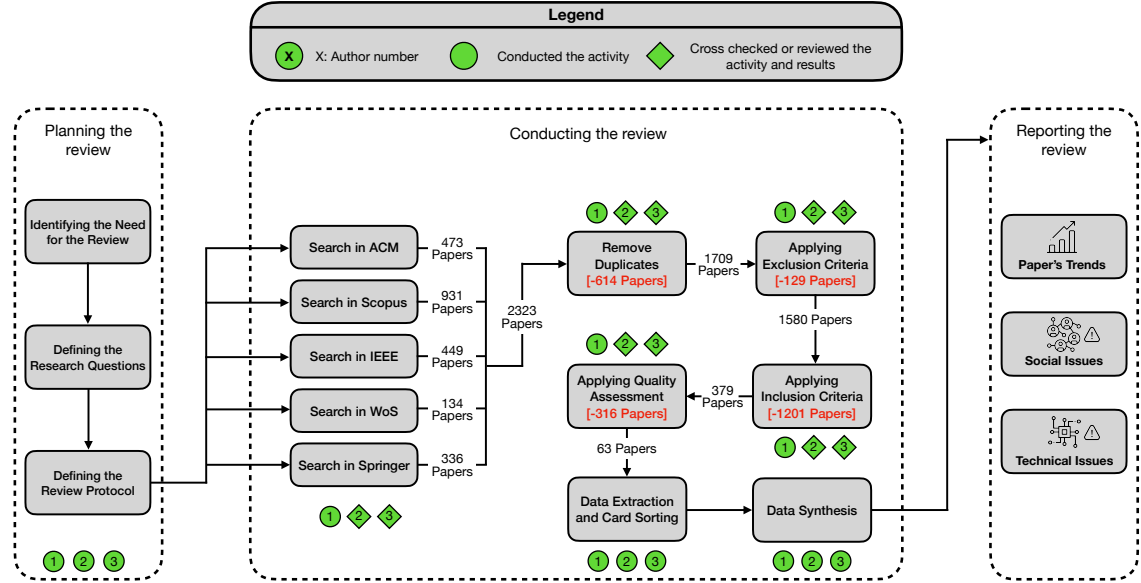 Legend
X
X: Author number
Conducted the activity
Cross checked or reviewed the
activity and results
Planning the
review
Identifying the Need
for the Review
Defining the
Research Questions
Defining the
Review Protocol
1
2
3
Conducting the review
Search in ACM
473
Papers
Search in Scopus
931
Papers
Search in IEEE
449
Papers
Search in WoS
134
Papers
Search in Springer
336
Papers
1
2
3
2323
Papers
1
2
3
Remove
Duplicates
[-614 Papers]
1709
Papers
1
2
3
Applying
Exclusion Criteria
[-129 Papers]
1580 Papers
Applying
Inclusion Criteria
[-1201 Papers]
1
2
3
379
Papers
1
2
3
Applying Quality
Assessment
[-316 Papers]
63 Papers
Data Extraction
and Card Sorting
1
2
3
Data Synthesis
1
2
3
Reporting the
review
Paper's Trends
Social Issues
Technical Issues